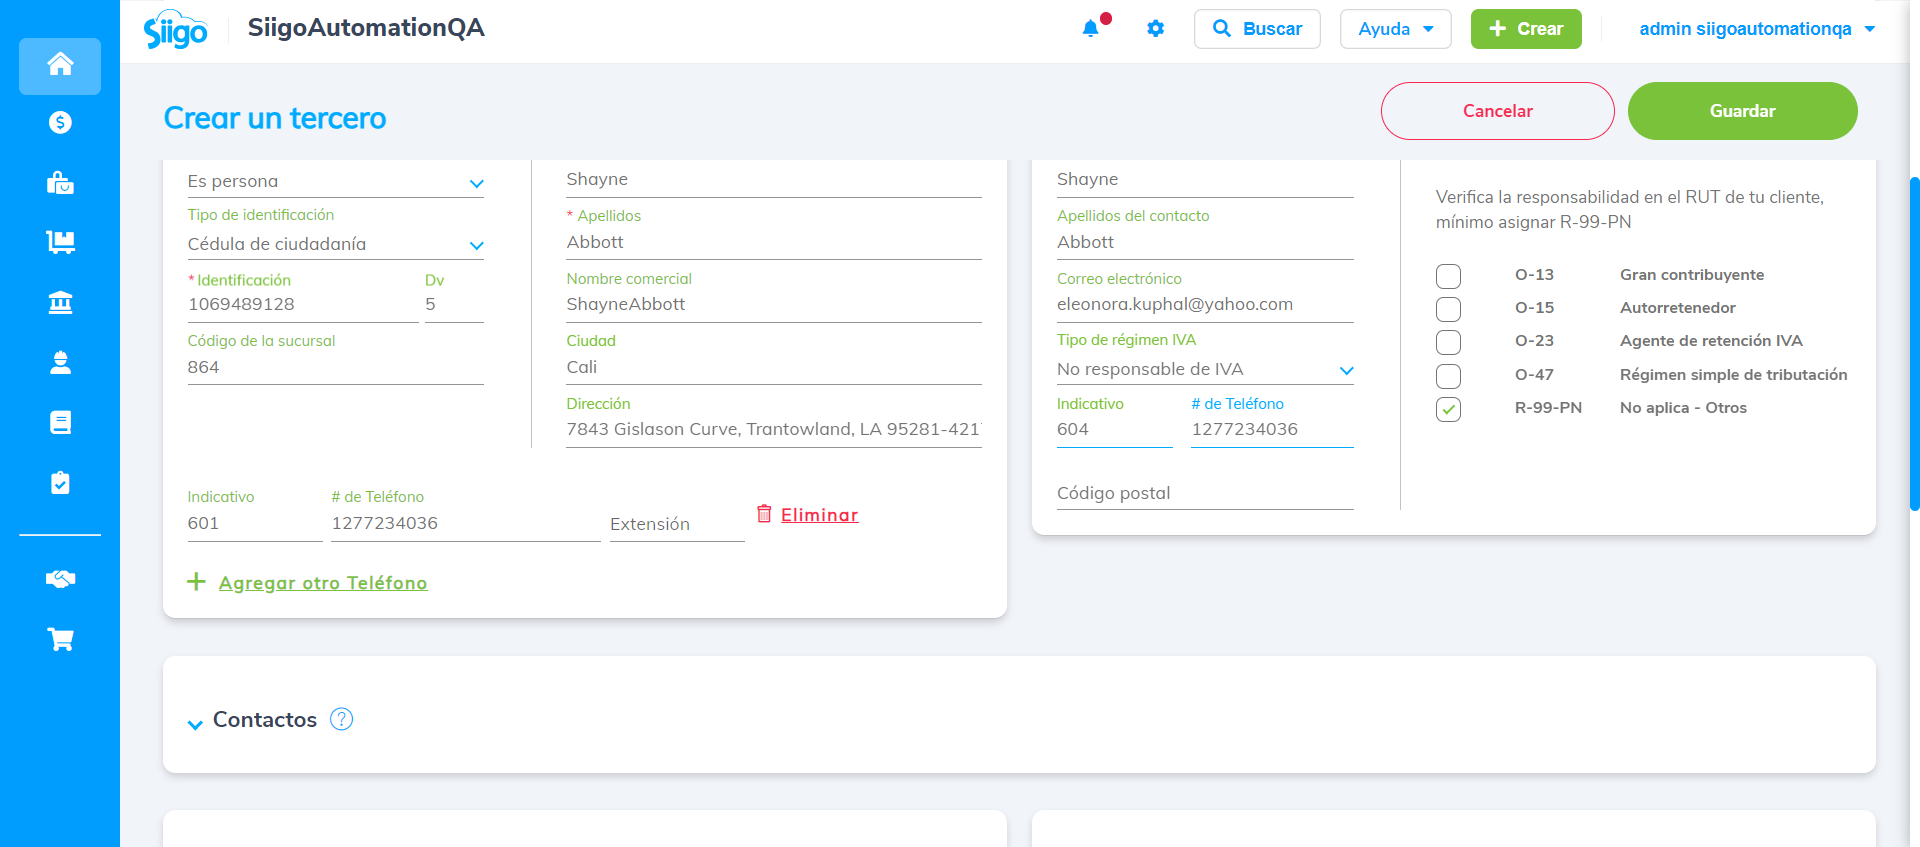 Siigo
SiigoAutomationQA
Buscar
Ayuda
Crear
admin siigoautomationqa
Crear un tercero
Cancelar
Guardar
Es persona
Tipo de identificación
Cédula de ciudadanía
* Identificación
Dv
1069489128
5
Código de la sucursal
864
Shayne
* Apellidos
Abbott
Nombre comercial
ShayneAbbott
Ciudad
Cali
Dirección
7843 Gislason Curve, Trantowland, LA 95281-421
Indicativo
# de Teléfono
601
1277234036
Extensión
Eliminar
Agregar otro Teléfono
Shayne
Apellidos del contacto
Abbott
Correo electrónico
eleonora.kuphal@yahoo.com
Tipo de régimen IVA
No responsable de IVA
Indicativo
# de Teléfono
604
1277234036
Código postal
Verifica la responsabilidad en el RUT de tu cliente,
mínimo asignar R-99-PN
O-13 Gran contribuyente
O-15 Autorretenedor
O-23 Agente de retención IVA
O-47 Régimen simple de tributación
R-99-PN No aplica - Otros
Contactos ?